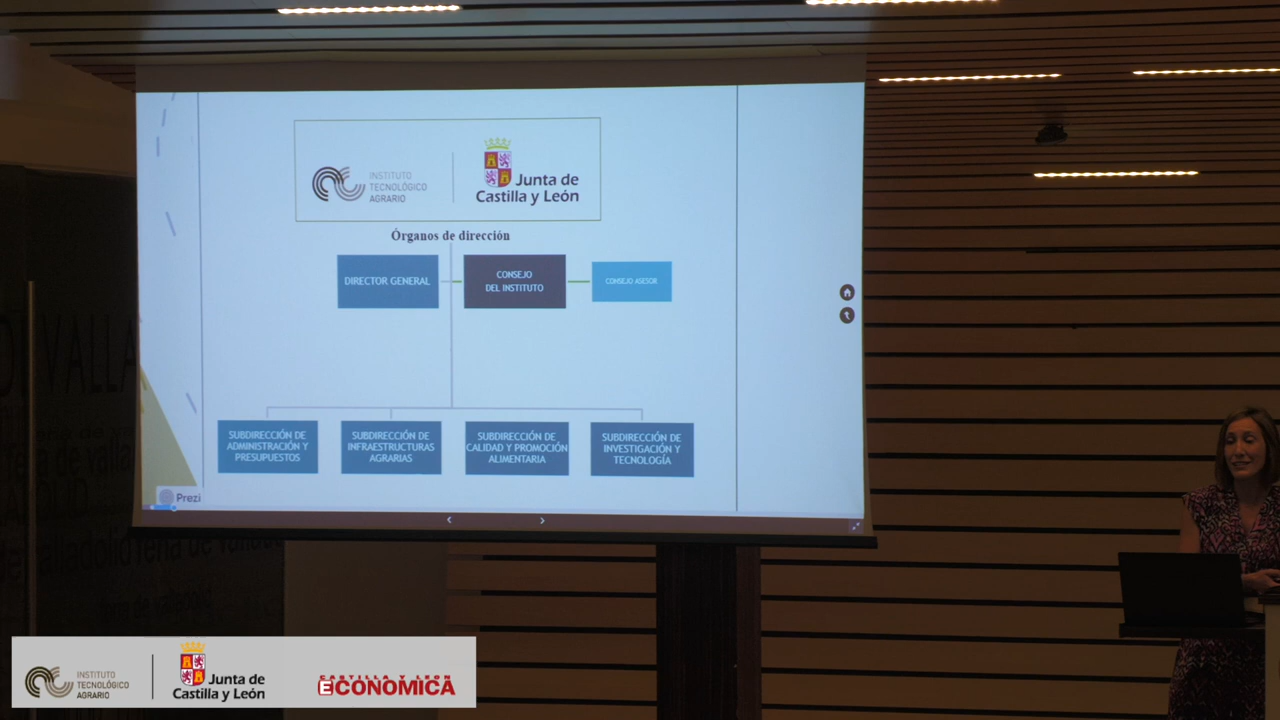 INSTITUTO
TECNOLÓGICO
AGRARIO
Junta de
Castilla y León
Órganos de dirección
DIRECTOR GENERAL
CONSEJO
DEL INSTITUTO
CONSEJO ASESOR
SUBDIRECCIÓN DE
ADMINISTRACIÓN Y
PRESUPUESTOS
SUBDIRECCIÓN DE
INFRAESTRUCTURAS
AGRARIAS
SUBDIRECCIÓN DE
CALIDAD Y PROMOCIÓN
ALIMENTARIA
SUBDIRECCIÓN DE
INVESTIGACIÓN Y
TECNOLOGÍA
Prezi
INSTITUTO
TECNOLÓGICO
AGRARIO
Junta de
Castilla y León
CASTILLA Y LEÓN
ECONÓMICA